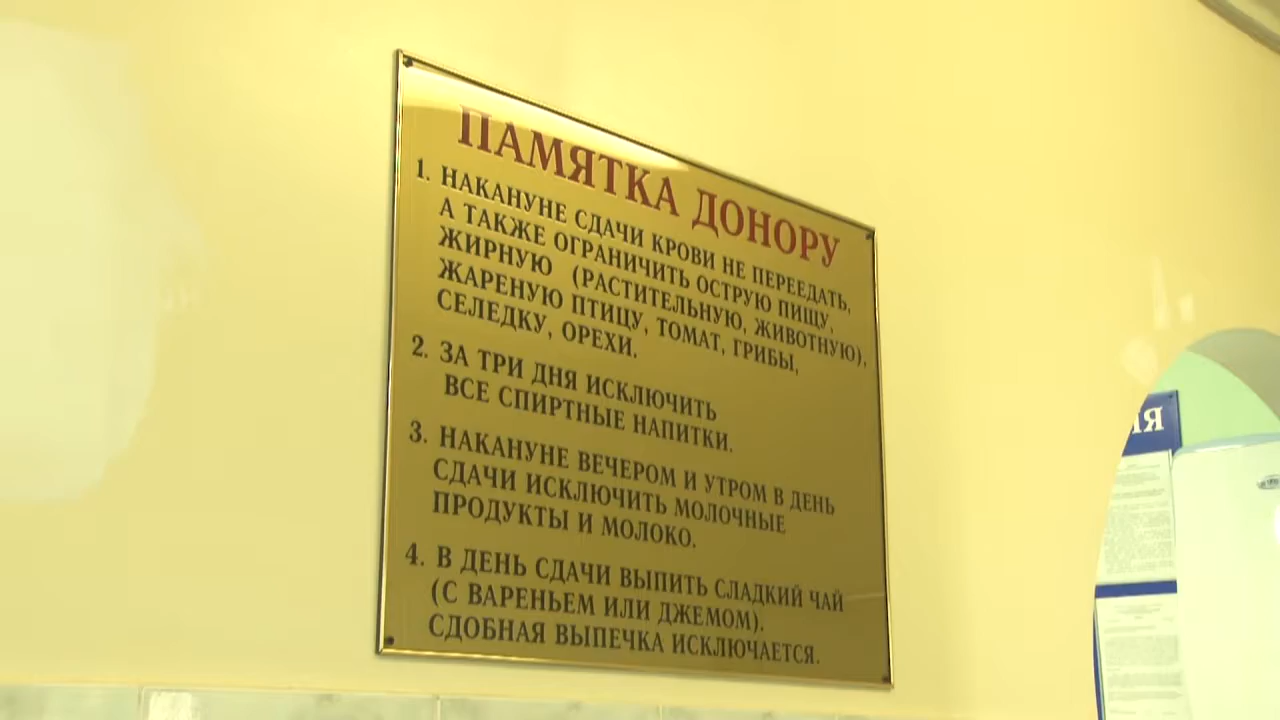 ПАМЯТКА ДОНОРУ
1. НАКАНУНЕ СДАЧИ КРОВИ НЕ ПЕРЕЕДАТЬ,
А ТАКЖЕ ОГРАНИЧИТЬ ОСТРУЮ ПИЩУ,
ЖИРНУЮ (РАСТИТЕЛЬНУЮ, ЖИВОТНУЮ),
ЖАРЕНУЮ ПТИЦУ, ТОМАТ, ГРИБЫ,
СЕЛЕДКУ, ОРЕХИ.
2. ЗА ТРИ ДНЯ ИСКЛЮЧИТЬ
ВСЕ СПИРТНЫЕ НАПИТКИ.
3. НАКАНУНЕ ВЕЧЕРОМ И УТРОМ В ДЕНЬ
СДАЧИ ИСКЛЮЧИТЬ МОЛОЧНЫЕ
ПРОДУКТЫ И МОЛОКО.
4. В ДЕНЬ СДАЧИ ВЫПИТЬ СЛАДКИЙ ЧАЙ
(С ВАРЕНЬЕМ ИЛИ ДЖЕМОМ).
СДОБНАЯ ВЫПЕЧКА ИСКЛЮЧАЕТСЯ.